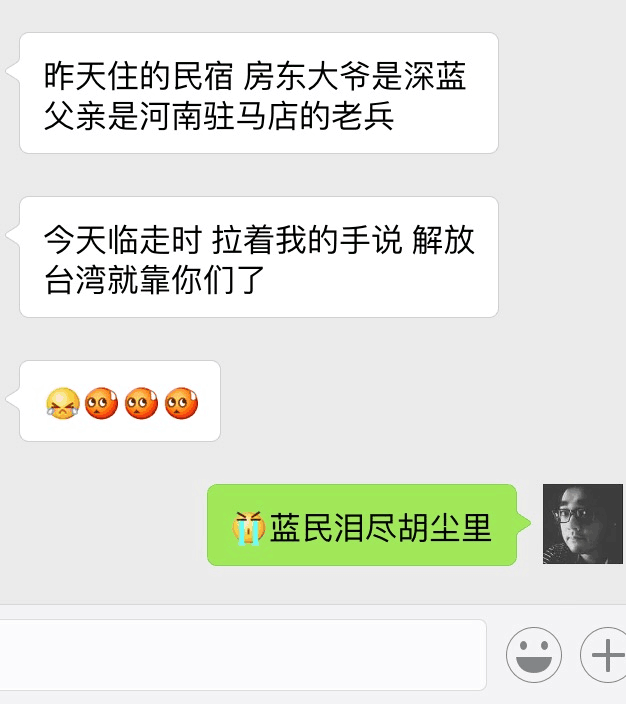 昨天住的民宿 房东大爷是深蓝
父亲是河南驻马店的老兵
今天临走时 拉着我的手说 解放
台湾就靠你们了
蓝民泪尽胡尘里